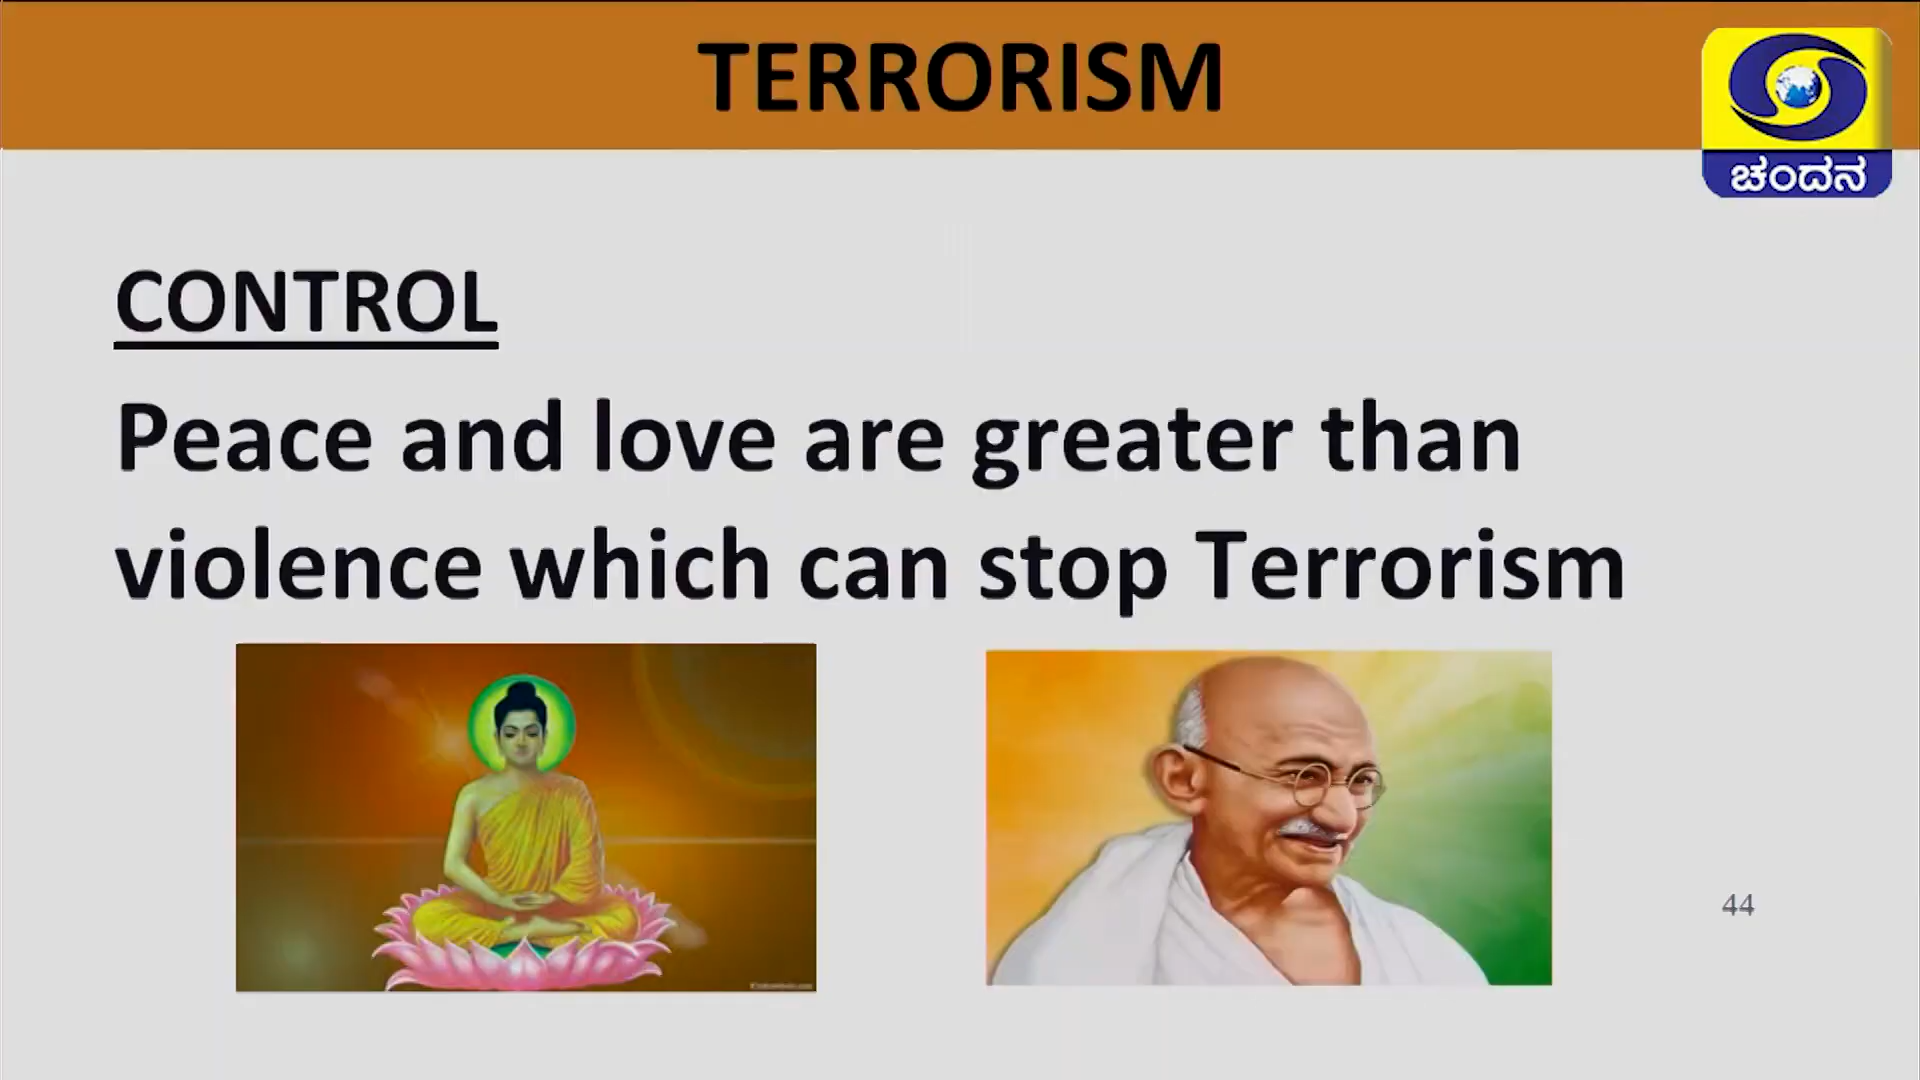 TERRORISM
ಚಂದನ
CONTROL
Peace and love are greater than
violence which can stop Terrorism
44